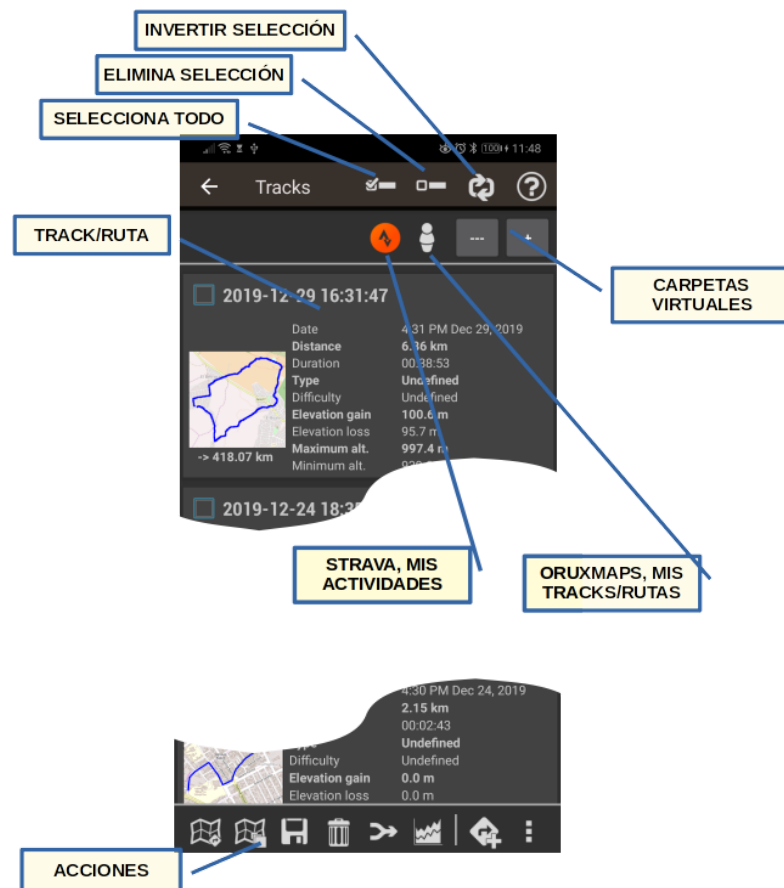 INVERTIR SELECCIÓN
ELIMINA SELECCIÓN
SELECCIONA TODO
100 11:48
Tracks
?
TRACK/RUTA
--- +
CARPETAS
VIRTUALES
2019-12-29 16:31:47
Date 4:31 PM Dec 29, 2019
Distance 6.36 km
Duration 00:38:53
Type Undefined
Difficulty Undefined
Elevation gain 100.6 m
Elevation loss 95.7 m
Maximum alt. 997.4 m
-> 418.07 km
Minimum alt.
2019-12-24
STRAVA, MIS
ACTIVIDADES
ORUXMAPS, MIS
TRACKS/RUTAS
4:30 PM Dec 24, 2019
2.15 km
00:02:43
Undefined
Difficulty Undefined
Elevation gain 0.0 m
Elevation loss 0.0 m
ACCIONES